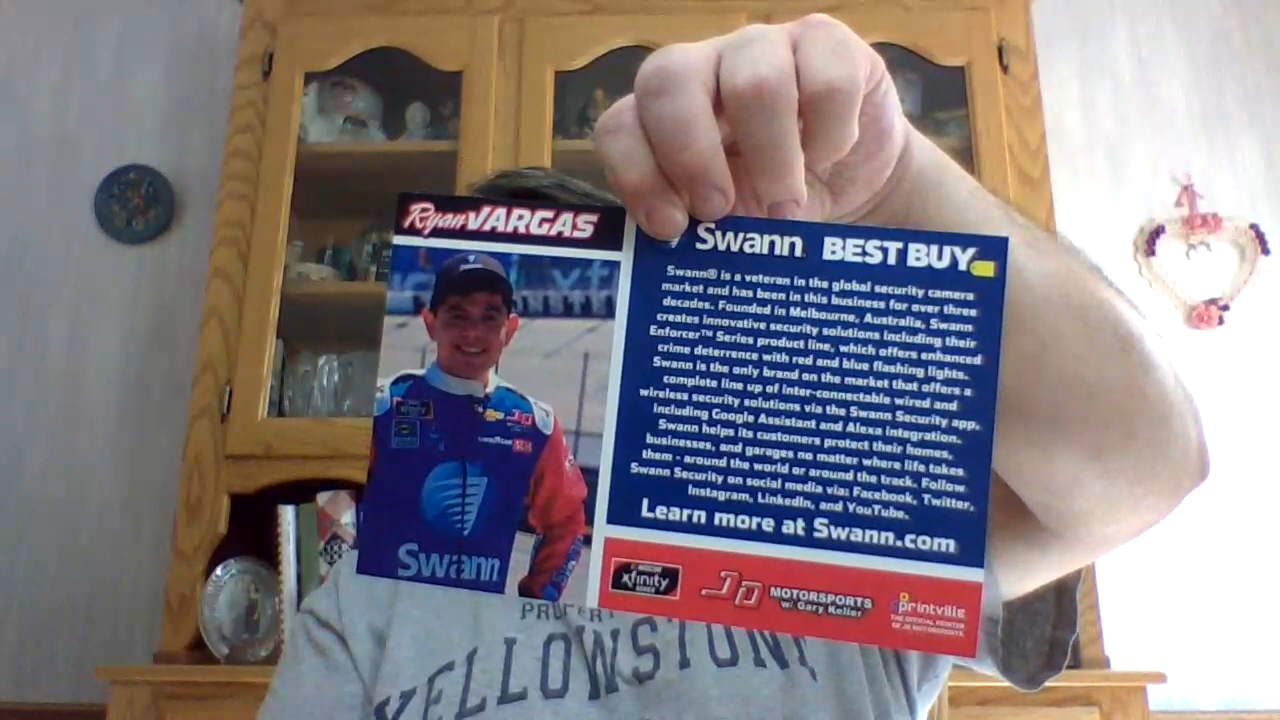 Ryan VARGAS
Swann BEST BUY
Swann® is a veteran in the global security camera
market and has been in this business for over three
decades. Founded in Melbourne, Australia, Swann
creates innovative security solutions including their
Enforcer™ Series product line, which offers enhanced
crime deterrence with red and blue flashing lights.
Swann is the only brand on the market that offers a
complete line up of inter-connectable wired and
wireless security solutions via the Swann Security app.
including Google Assistant and Alexa integration.
Swann helps its customers protect their homes,
businesses, and garages no matter where life takes
them - around the world or around the track. Follow
Swann Security on social media via: Facebook, Twitter,
Instagram, LinkedIn, and YouTube.
Learn more at Swann.com
Swann
xfinity
SERIES
JD MOTORSPORTS
w/ Gary Keller
printville
THE OFFICIAL PRINTER
OF JD MOTORSPORTS
YELLOWSTONE